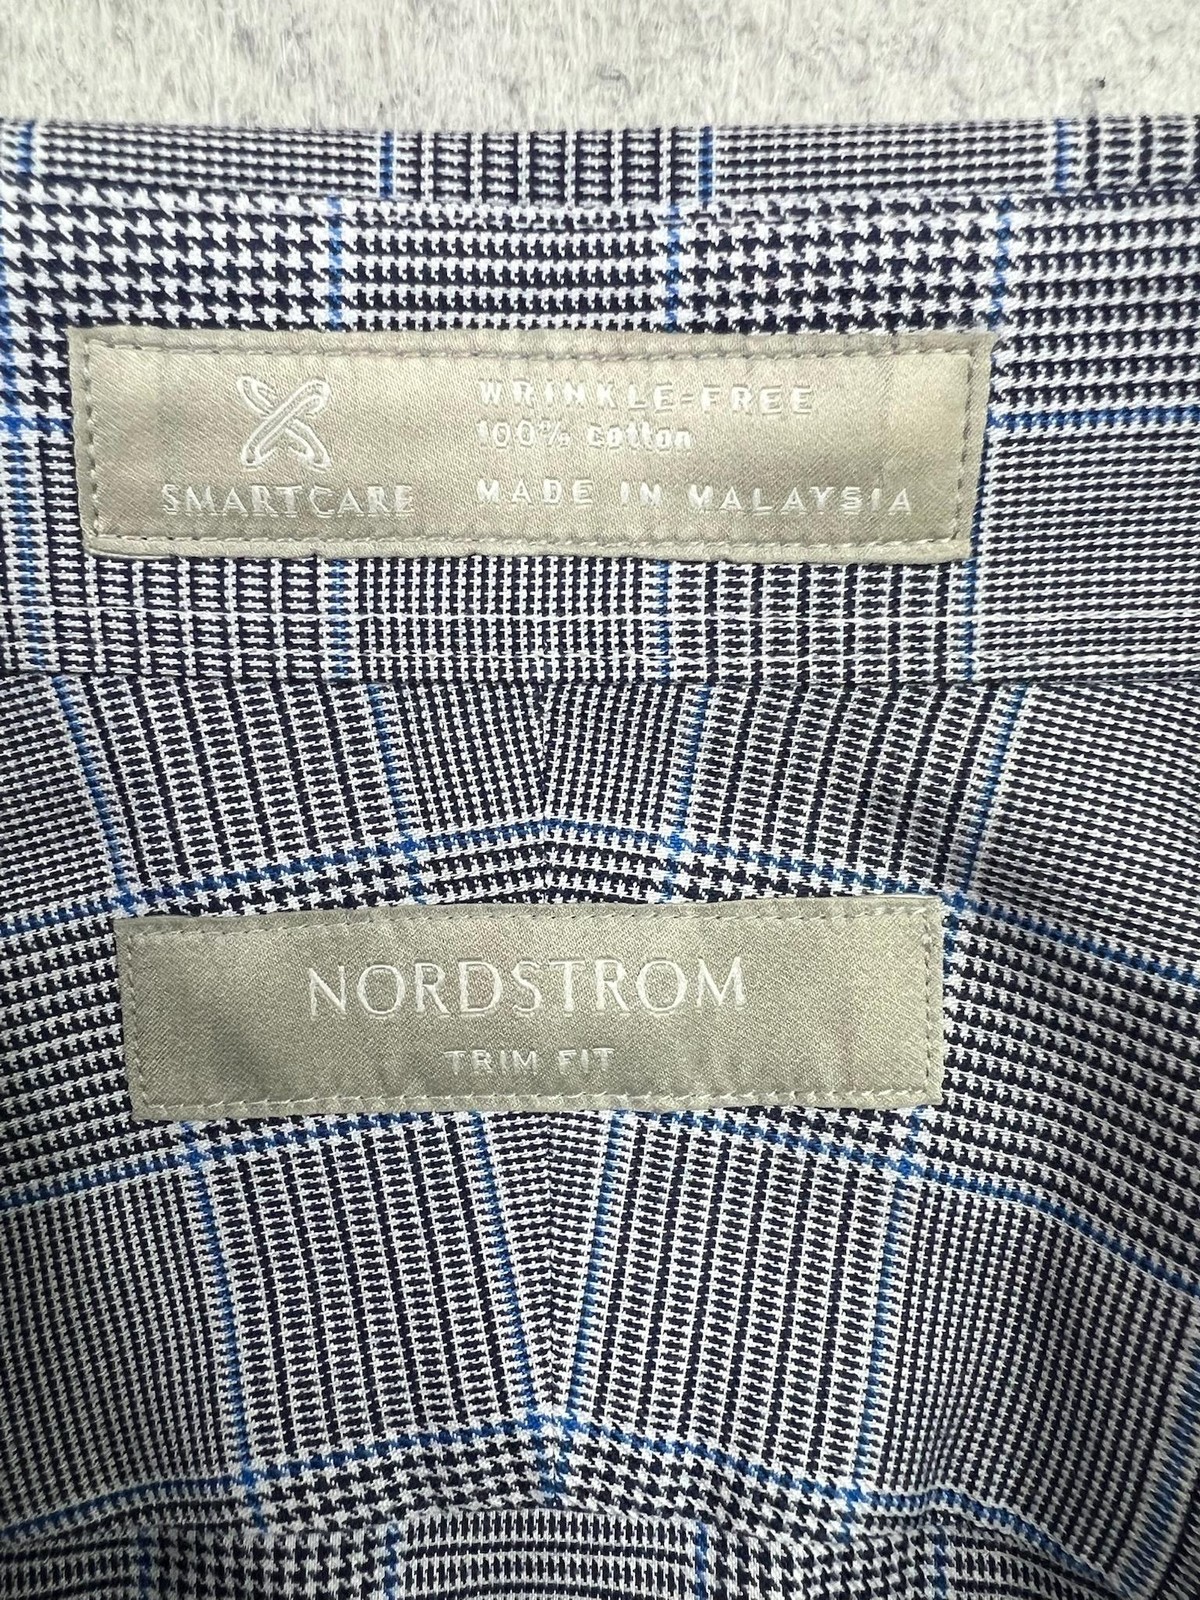 WRINKLE-FREE
100% cotton
SMARTCARE
MADE IN MALAYSIA
NORDSTROM
TRIM FIT